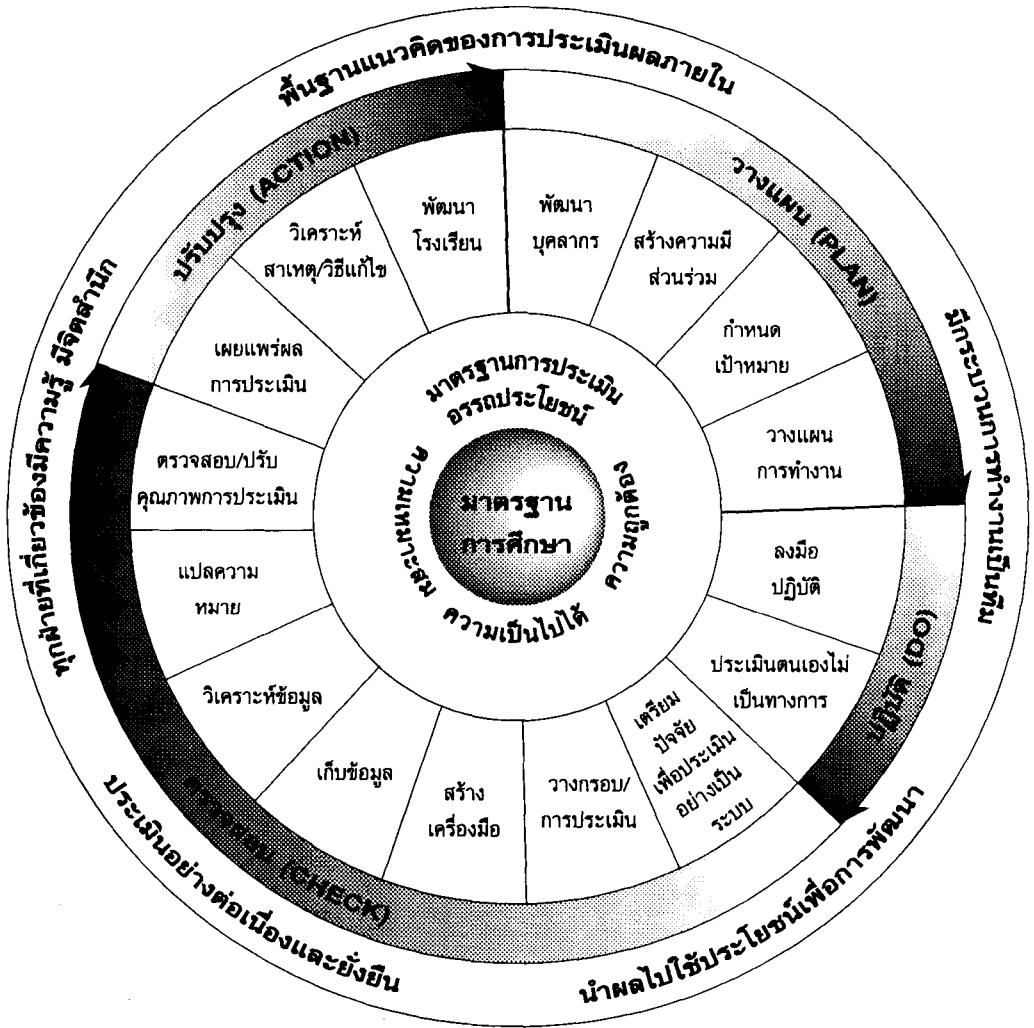 พื้นฐานแนวคิดของการประเมินผลภายใน
มีกระบวนการทำงานเป็นทีม
นำผลไปใช้ประโยชน์เพื่อการพัฒนา
ประเมินอย่างต่อเนื่องและยั่งยืน
ทุกฝ่ายที่เกี่ยวข้องมีความรู้ มีจิตสำนึก
วางแผน (PLAN)
ปฏิบัติ (DO)
ตรวจสอบ (CHECK)
ปรับปรุง (ACTION)
พัฒนา
บุคลากร
สร้างความมี
ส่วนร่วม
กำหนด
เป้าหมาย
วางแผน
การทำงาน
ลงมือ
ปฏิบัติ
ประเมินตนเองไม่
เป็นทางการ
เตรียม
ปัจจัย
เพื่อประเมิน
อย่างเป็น
ระบบ
วางกรอบ/
การประเมิน
สร้าง
เครื่องมือ
เก็บข้อมูล
วิเคราะห์ข้อมูล
แปลความ
หมาย
ตรวจสอบ/ปรับ
คุณภาพการประเมิน
เผยแพร่ผล
การประเมิน
วิเคราะห์
สาเหตุ/วิธีแก้ไข
พัฒนา
โรงเรียน
มาตรฐานการประเมิน
อรรถประโยชน์
ความถูกต้อง
ความเป็นไปได้
ความเหมาะสม
มาตรฐาน
การศึกษา